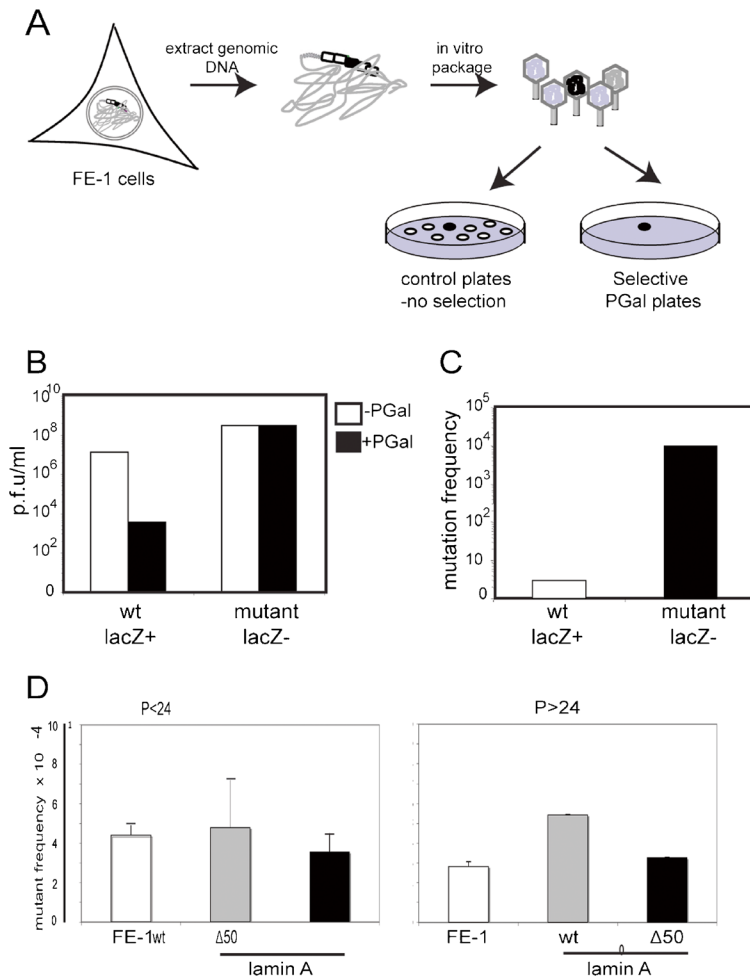 A
extract genomic
DNA
in vitro
package
FE-1 cells
control plates
-no selection
Selective
PGal plates
B
p.f.u/ml
10^10
10^8
10^6
10^4
10^2
0
-PGal
+PGal
wt
lacZ+
mutant
lacZ-
C
mutation frequency
10^5
10^4
10^3
10^2
10
0
wt
lacZ+
mutant
lacZ-
D
P<24
mutant frequency × 10 -4
10
8
6
4
2
0
1
FE-1wt
Δ50
lamin A
P>24
FE-1
wt
Δ50
lamin A